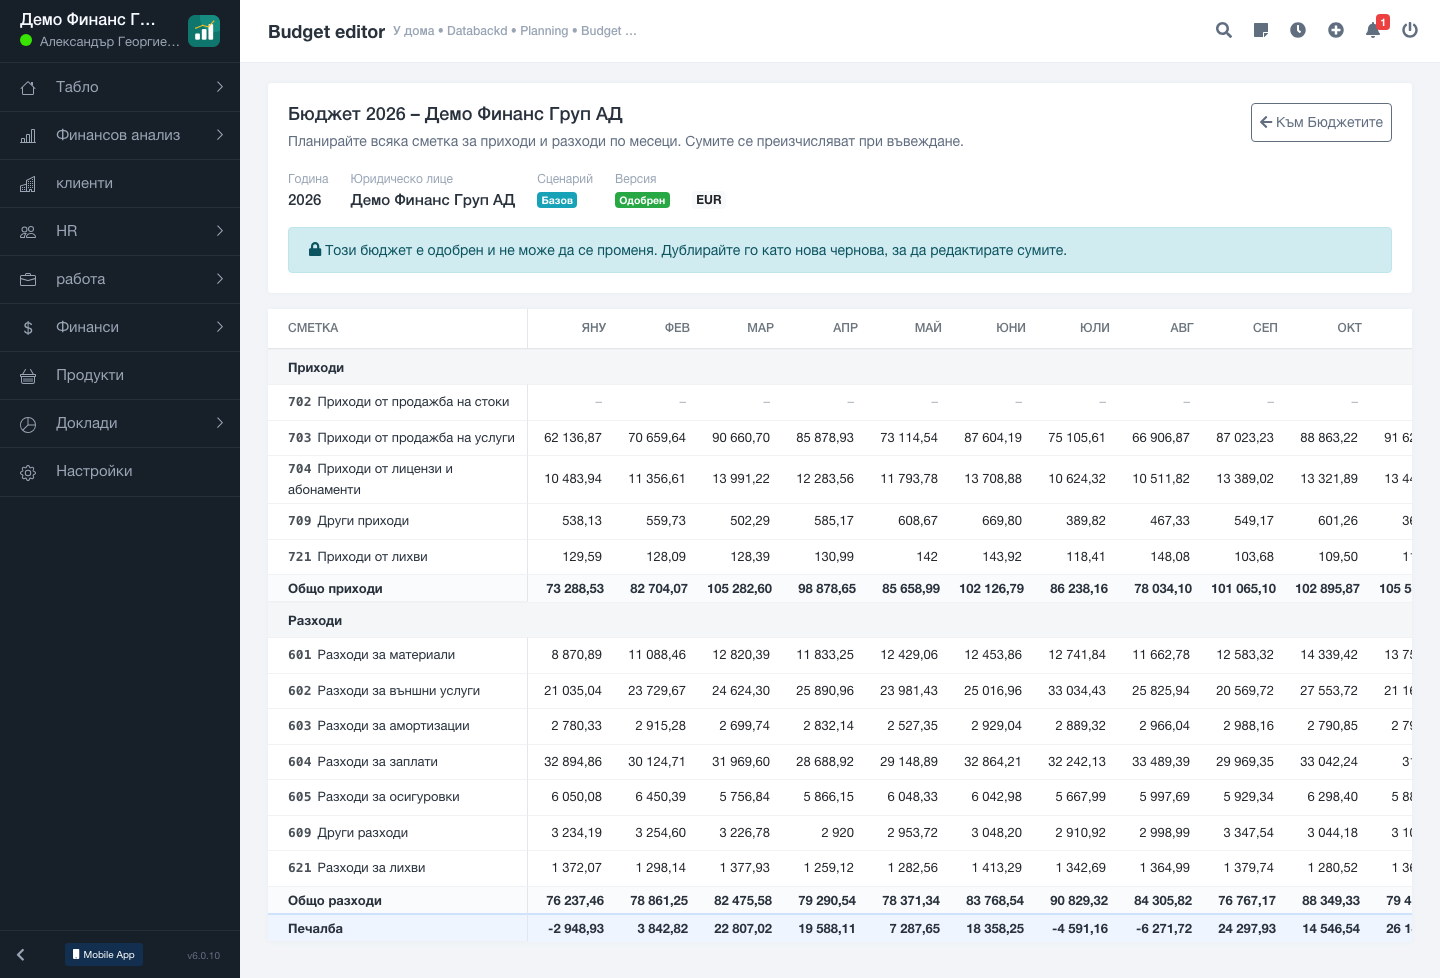 Демо Финанс Г...
Александър Георгие...
Табло
Финансов анализ
клиенти
HR
работа
Финанси
Продукти
Доклади
Настройки
Mobile App
v6.0.10
Budget editor У дома • Databackd • Planning • Budget ...
1
Бюджет 2026 – Демо Финанс Груп АД
Планирайте всяка сметка за приходи и разходи по месеци. Сумите се преизчисляват при въвеждане.
Към Бюджетите
Година Юридическо лице Сценарий Версия
2026 Демо Финанс Груп АД Базов Одобрен EUR
Този бюджет е одобрен и не може да се променя. Дублирайте го като нова чернова, за да редактирате сумите.
СМЕТКА ЯНУ ФЕВ МАР АПР МАЙ ЮНИ ЮЛИ АВГ СЕП ОКТ
Приходи
702 Приходи от продажба на стоки – – – – – – – – – –
703 Приходи от продажба на услуги 62 136,87 70 659,64 90 660,70 85 878,93 73 114,54 87 604,19 75 105,61 66 906,87 87 023,23 88 863,22 91 62
704 Приходи от лицензи и
абонаменти 10 483,94 11 356,61 13 991,22 12 283,56 11 793,78 13 708,88 10 624,32 10 511,82 13 389,02 13 321,89 13 44
709 Други приходи 538,13 559,73 502,29 585,17 608,67 669,80 389,82 467,33 549,17 601,26 36
721 Приходи от лихви 129,59 128,09 128,39 130,99 142 143,92 118,41 148,08 103,68 109,50 11
Общо приходи 73 288,53 82 704,07 105 282,60 98 878,65 85 658,99 102 126,79 86 238,16 78 034,10 101 065,10 102 895,87 105 5
Разходи
601 Разходи за материали 8 870,89 11 088,46 12 820,39 11 833,25 12 429,06 12 453,86 12 741,84 11 662,78 12 583,32 14 339,42 13 75
602 Разходи за външни услуги 21 035,04 23 729,67 24 624,30 25 890,96 23 981,43 25 016,96 33 034,43 25 825,94 20 569,72 27 553,72 21 16
603 Разходи за амортизации 2 780,33 2 915,28 2 699,74 2 832,14 2 527,35 2 929,04 2 889,32 2 966,04 2 988,16 2 790,85 2 79
604 Разходи за заплати 32 894,86 30 124,71 31 969,60 28 688,92 29 148,89 32 864,21 32 242,13 33 489,39 29 969,35 33 042,24 31
605 Разходи за осигуровки 6 050,08 6 450,39 5 756,84 5 866,15 6 048,33 6 042,98 5 667,99 5 997,69 5 929,34 6 298,40 5 88
609 Други разходи 3 234,19 3 254,60 3 226,78 2 920 2 953,72 3 048,20 2 910,92 2 998,99 3 347,54 3 044,18 3 10
621 Разходи за лихви 1 372,07 1 298,14 1 377,93 1 259,12 1 282,56 1 413,29 1 342,69 1 364,99 1 379,74 1 280,52 1 36
Общо разходи 76 237,46 78 861,25 82 475,58 79 290,54 78 371,34 83 768,54 90 829,32 84 305,82 76 767,17 88 349,33 79 4
Печалба -2 948,93 3 842,82 22 807,02 19 588,11 7 287,65 18 358,25 -4 591,16 -6 271,72 24 297,93 14 546,54 26 1